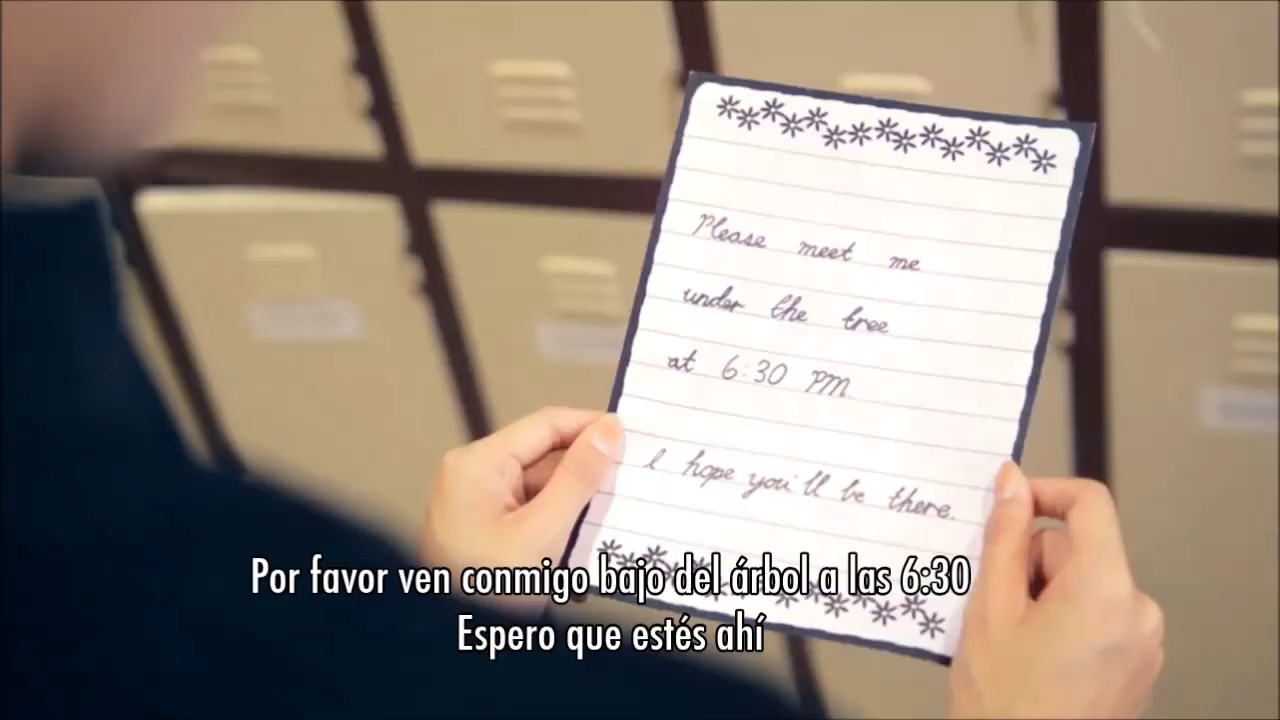 Please meet me
under the tree
at 6:30 PM
I hope you'll be there.
Por favor ven conmigo bajo del árbol a las 6:30
Espero que estés ahí